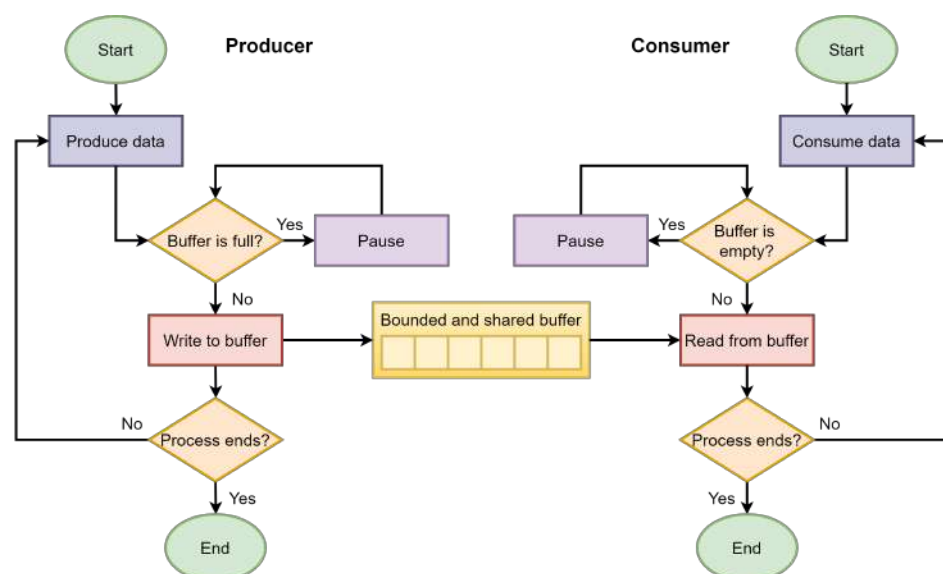 Producer
Consumer
Start
Start
Produce data
Consume data
Buffer is full?
Yes
Pause
Pause
Yes
Buffer is
empty?
No
No
Write to buffer
Bounded and shared buffer
Read from buffer
No
Process ends?
Process ends?
No
Yes
Yes
End
End